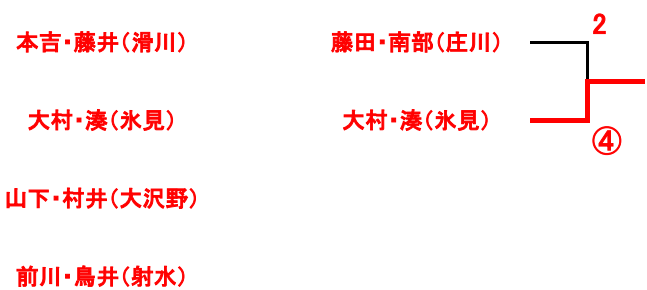 本吉・藤井(滑川)
藤田・南部(庄川)
2
大村・湊(氷見)
大村・湊(氷見)
④
山下・村井(大沢野)
前川・鳥井(射水)